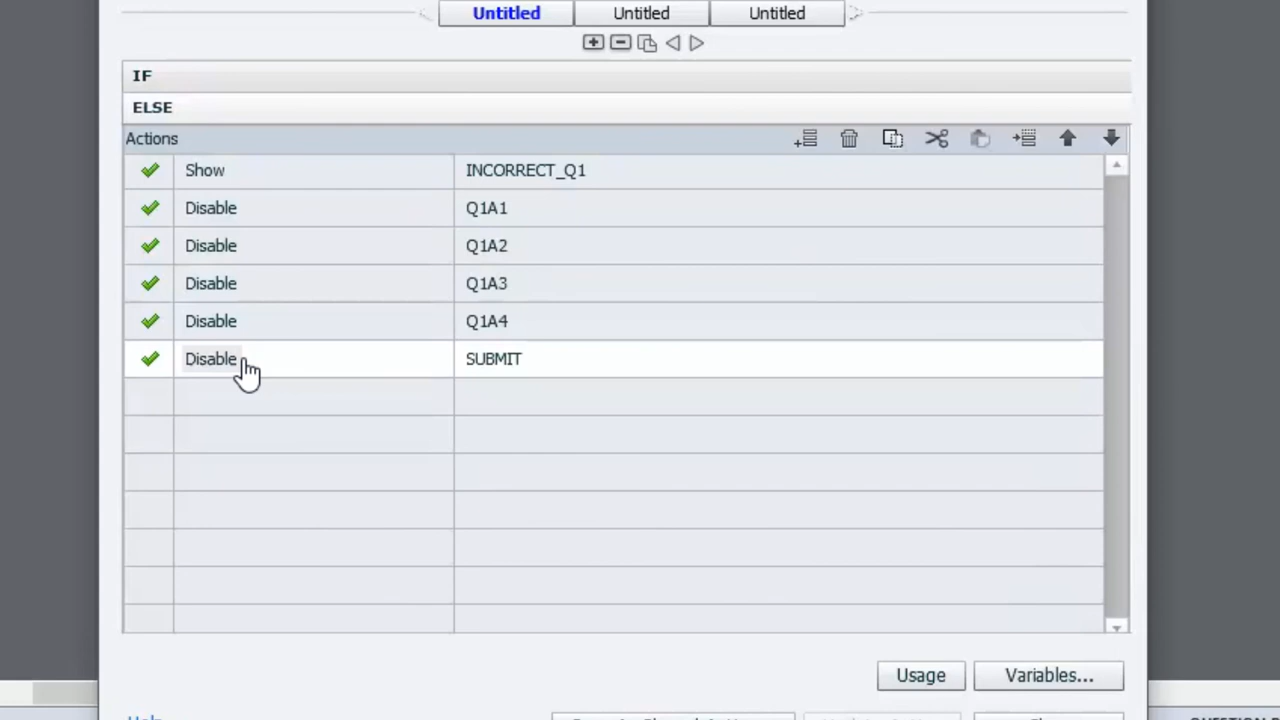 Untitled Untitled Untitled
IF
ELSE
Actions
Show INCORRECT_Q1
Disable Q1A1
Disable Q1A2
Disable Q1A3
Disable Q1A4
Disable SUBMIT
Usage Variables...
Help